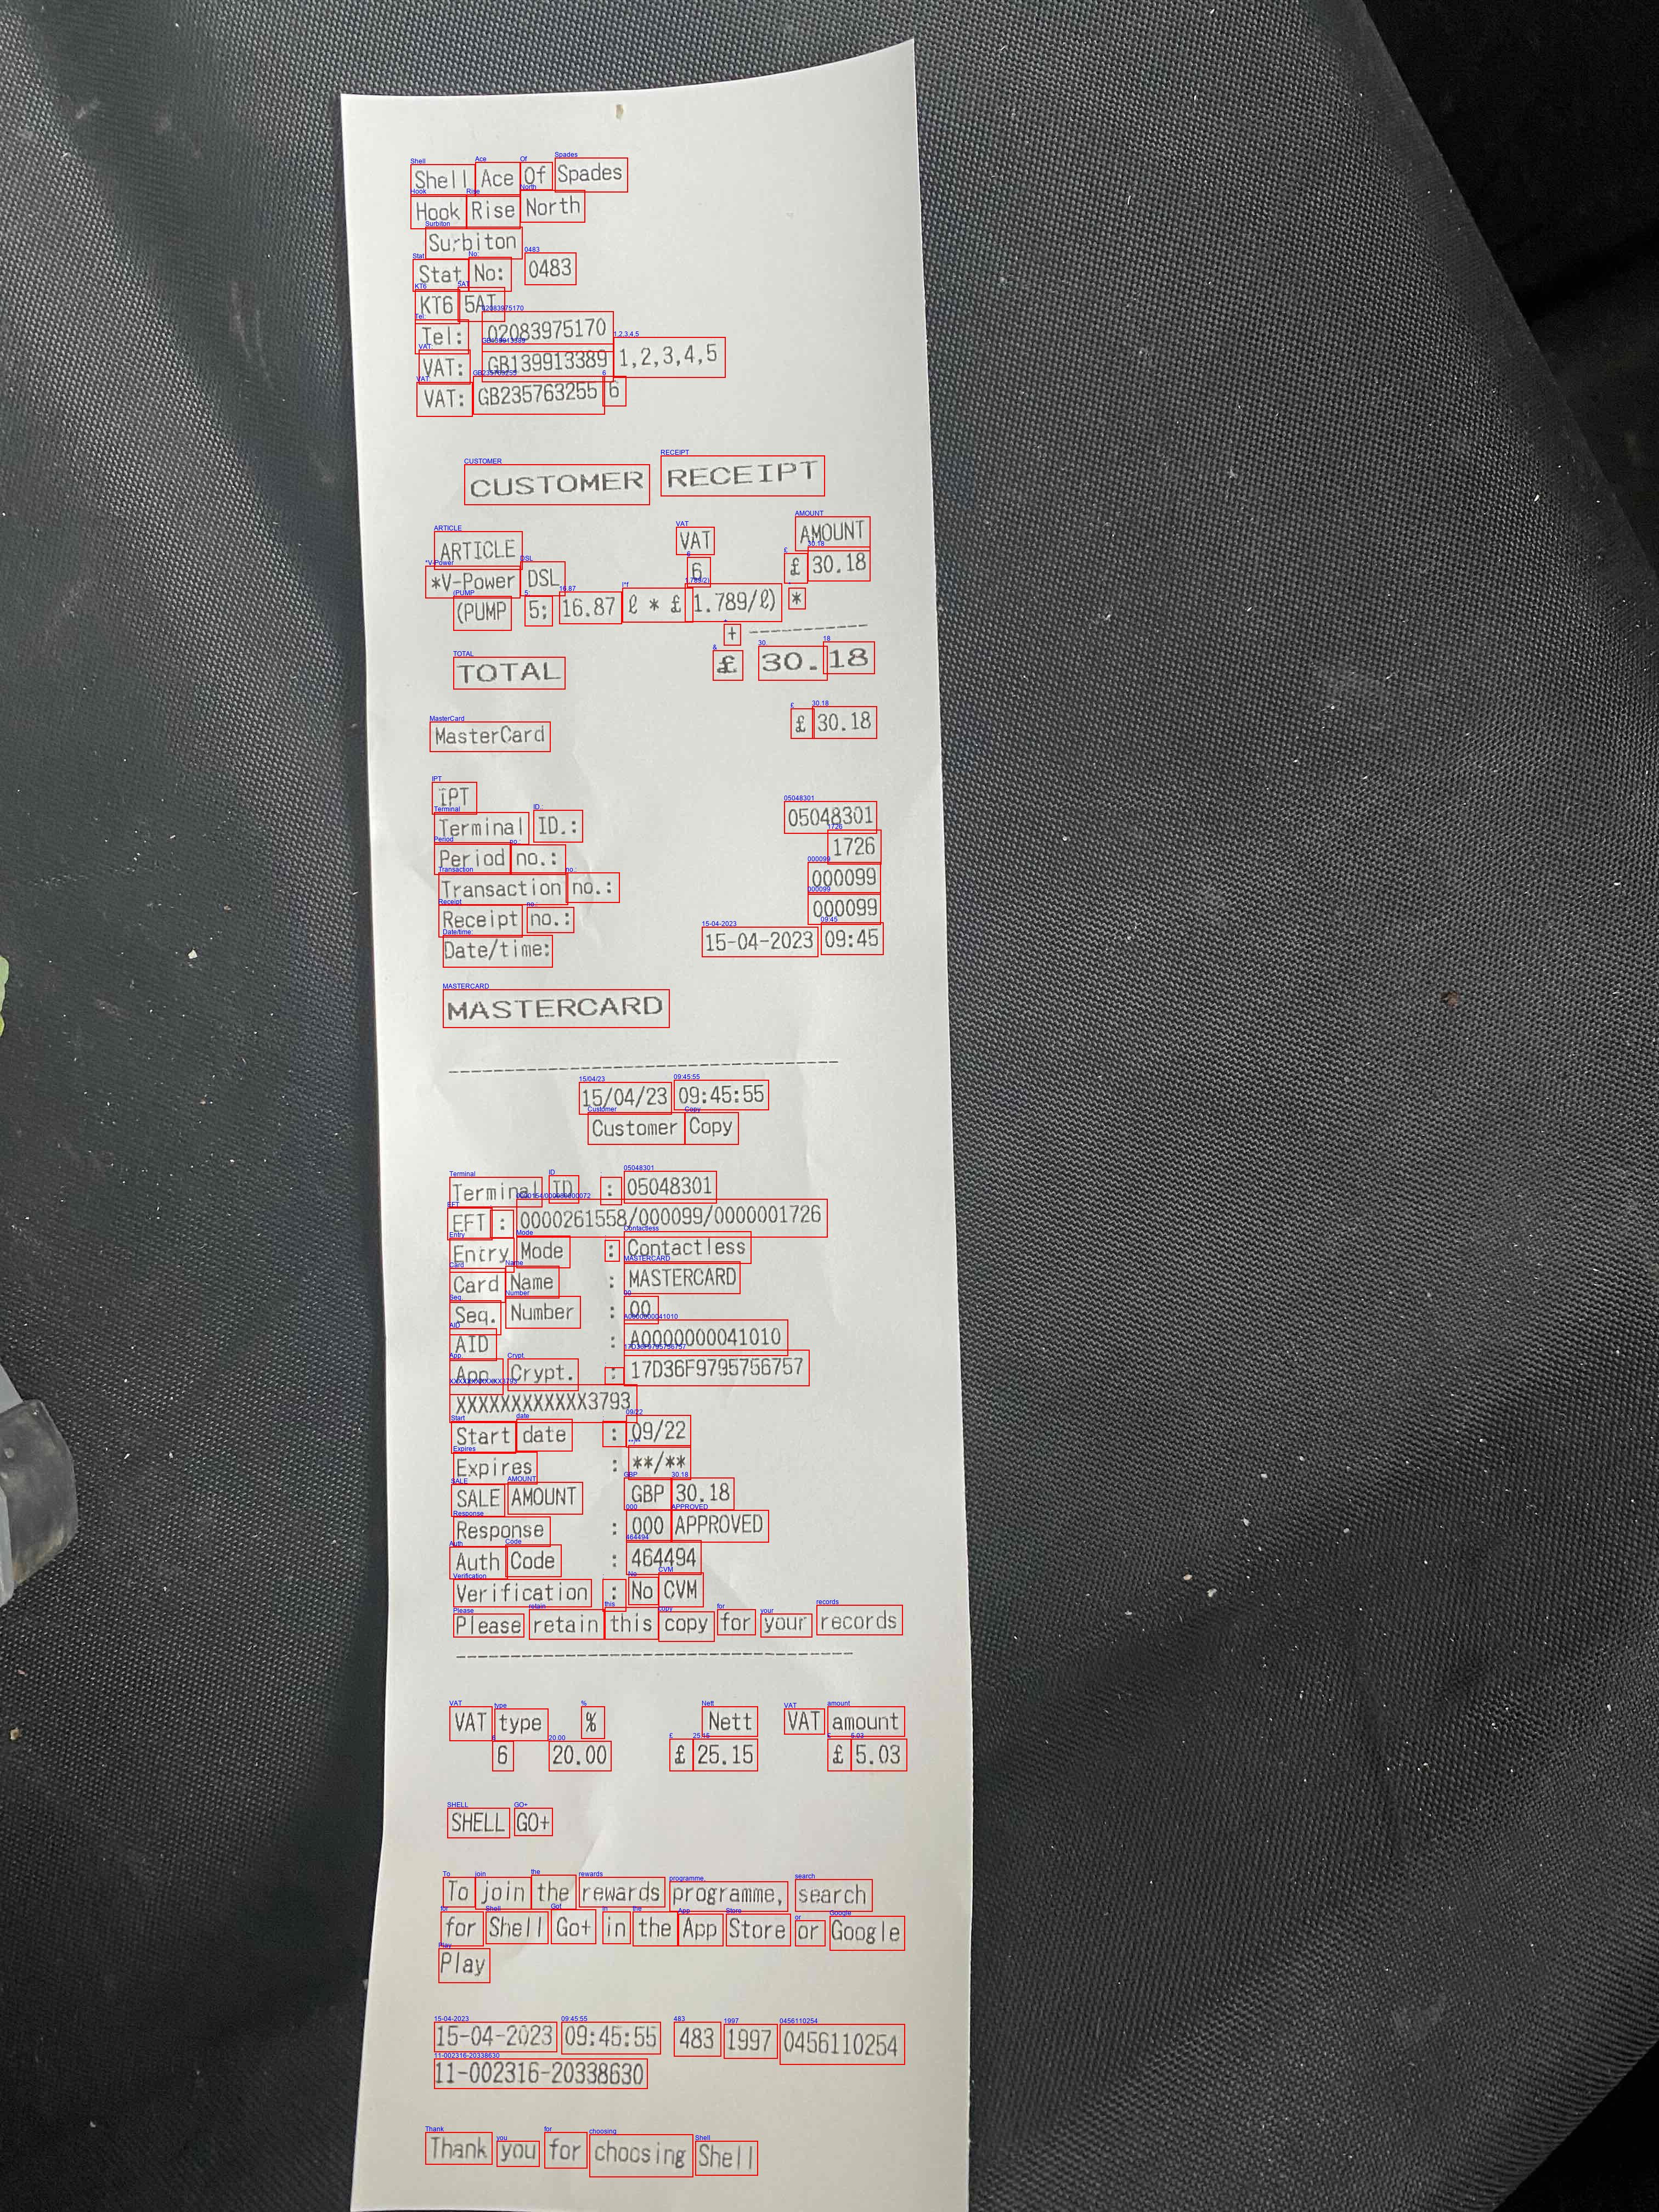 Shell Ace Of Spades
Hook Rise North
Surbiton
Stat No: 0483
KT6 5AT
Tel: 02083975170
VAT: GB139913389 1,2,3,4,5
VAT: GB235763255 6
CUSTOMER RECEIPT
ARTICLE VAT AMOUNT
*V-Power DSL 6 £ 30.18
(PUMP 5; 16.87 ℓ * £ 1.789/ℓ) *
+ -----------
TOTAL £ 30.18
MasterCard £ 30.18
IPT
Terminal ID.: 05048301
Period no.: 1726
Transaction no.: 000099
Receipt no.: 000099
Date/time: 15-04-2023 09:45
MASTERCARD
------------------------------------
15/04/23 09:45:55
Customer Copy
Terminal ID : 05048301
EFT : 0000261558/000099/0000001726
Entry Mode : Contactless
Card Name : MASTERCARD
Seq. Number : 00
AID : A0000000041010
App. Crypt. : 17D36F9795756757
XXXXXXXXXXXX3793
Start date : 09/22
Expires : **/**
SALE AMOUNT GBP 30.18
Response : 000 APPROVED
Auth Code : 464494
Verification : No CVM
Please retain this copy for your records
------------------------------------
VAT type % Nett VAT amount
6 20.00 £ 25.15 £ 5.03
SHELL GO+
To join the rewards programme, search
for Shell Go+ in the App Store or Google
Play
15-04-2023 09:45:55 483 1997 0456110254
11-002316-20338630
Thank you for choosing Shell